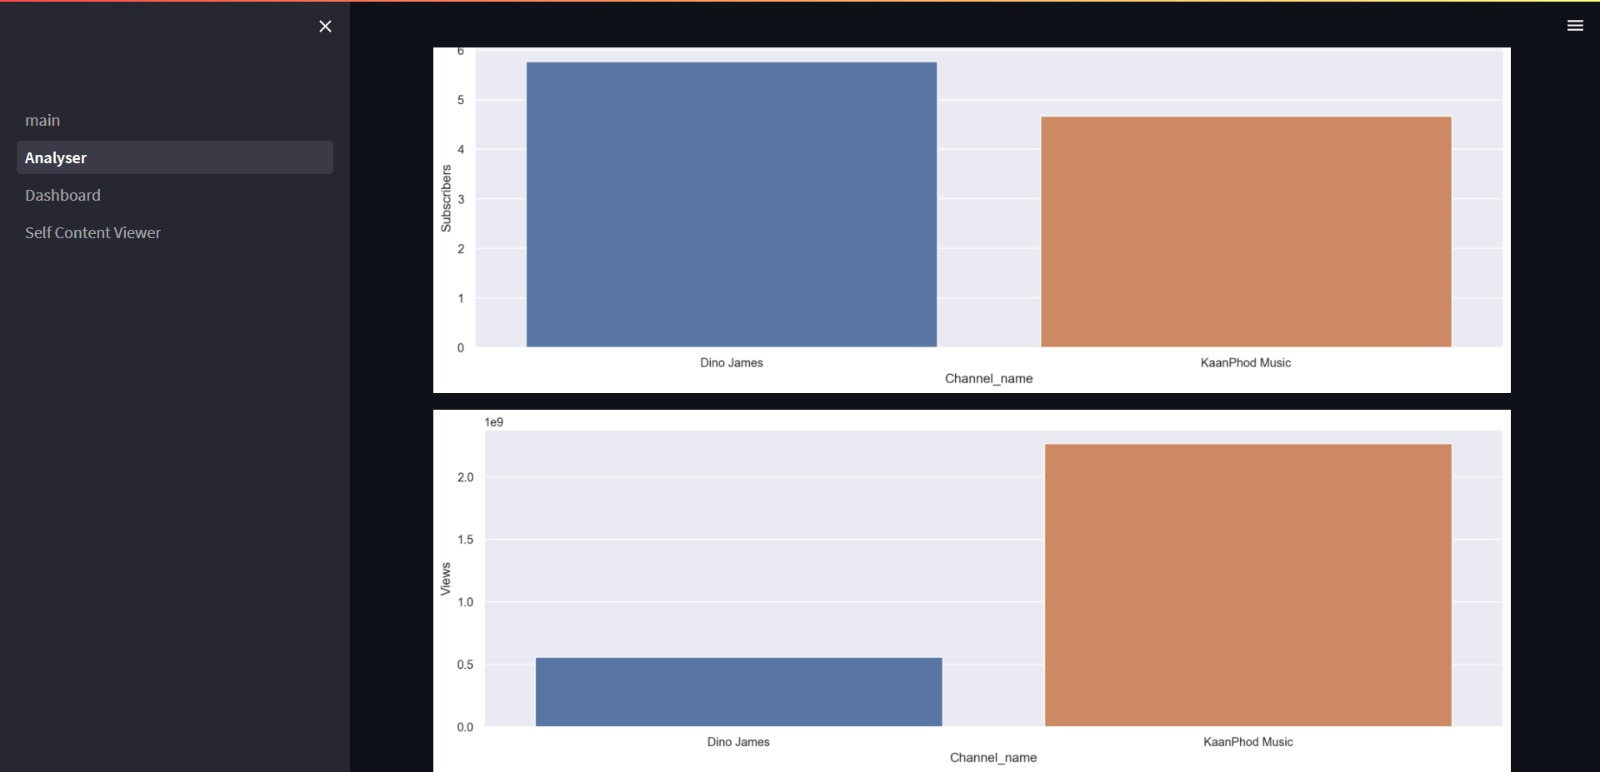 main
Analyser
Dashboard
Self Content Viewer
6
5
4
3
2
1
0
Subscribers
Dino James KaanPhod Music
Channel_name
1e9
2.0
1.5
1.0
0.5
0.0
Views
Dino James KaanPhod Music
Channel_name